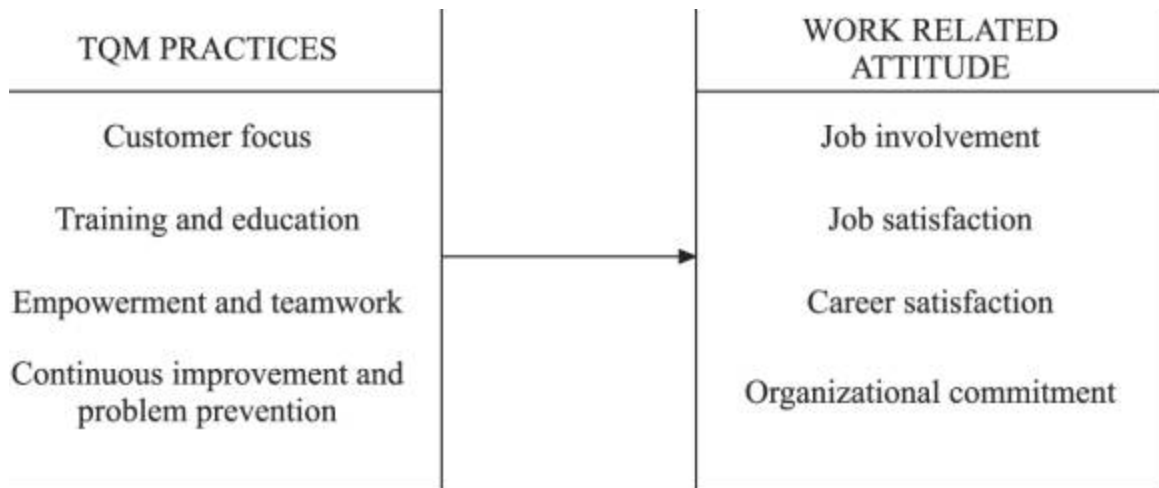 TQM PRACTICES
Customer focus
Training and education
Empowerment and teamwork
Continuous improvement and
problem prevention
WORK RELATED
ATTITUDE
Job involvement
Job satisfaction
Career satisfaction
Organizational commitment